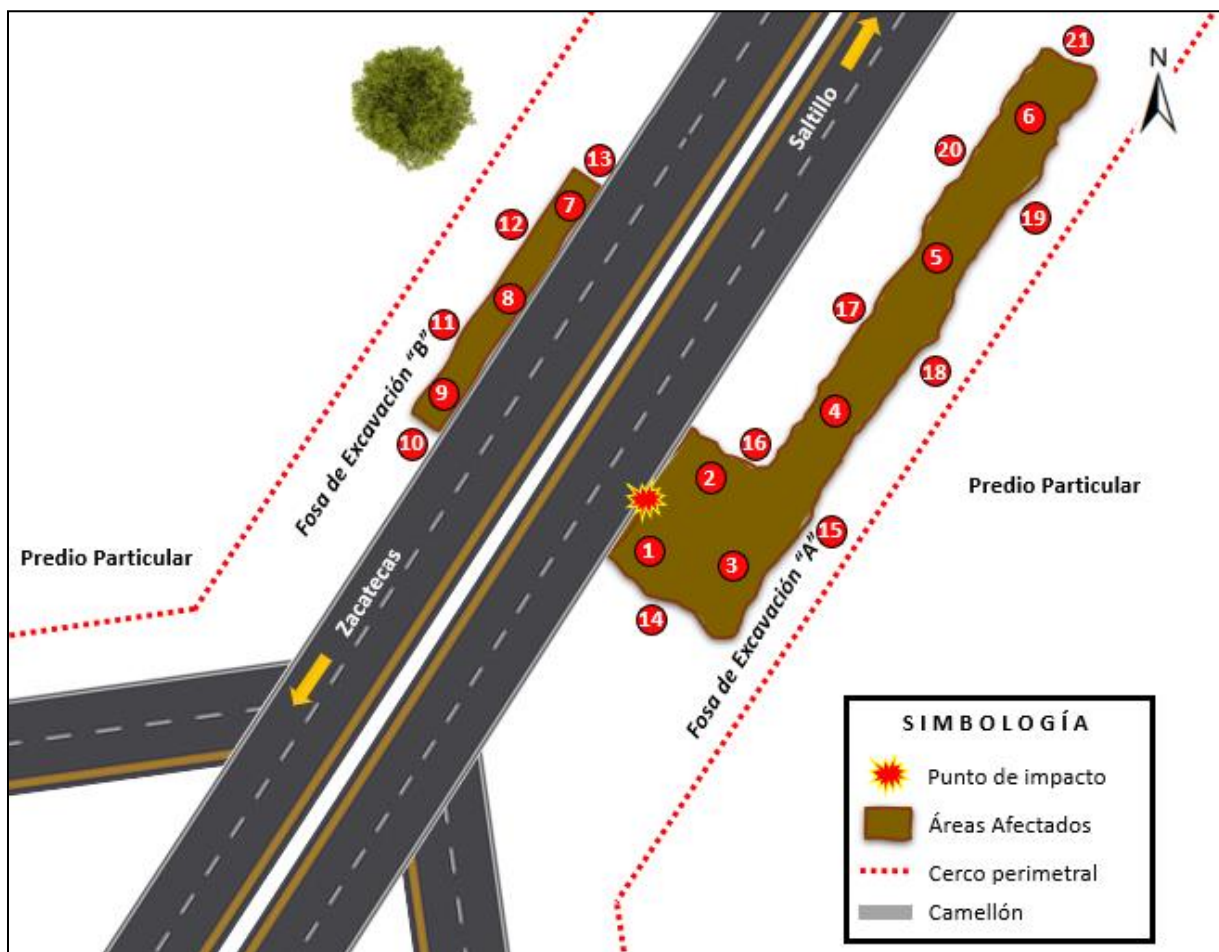 21
N
6
Saltillo
20
13
7
12
19
5
8
11
17
18
9
4
10
16
2
Fosa de Excavación "B"
Predio Particular
15
1
3
Predio Particular
Zacatecas
14
Fosa de Excavación "A"
SIMBOLOGÍA
Punto de impacto
Áreas Afectados
Cerco perimetral
Camellón